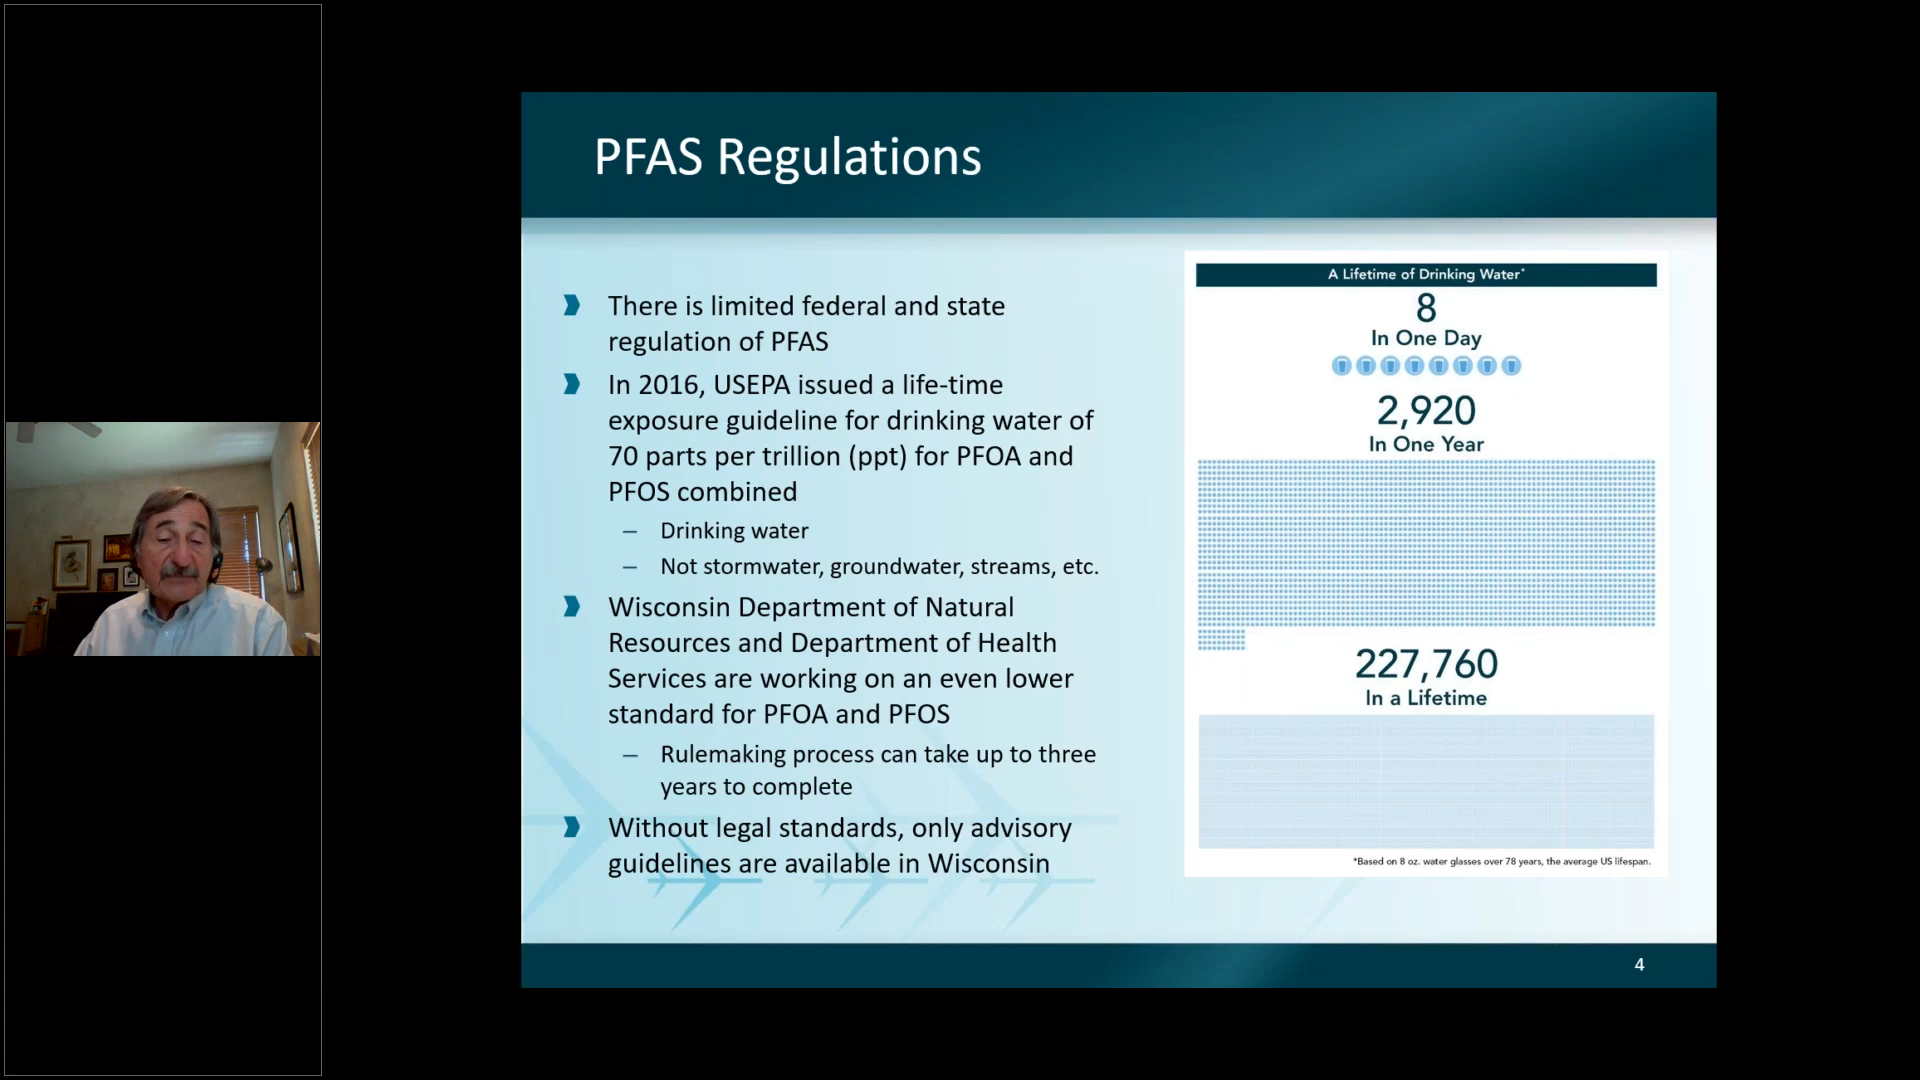 PFAS Regulations
There is limited federal and state
regulation of PFAS
In 2016, USEPA issued a life-time
exposure guideline for drinking water of
70 parts per trillion (ppt) for PFOA and
PFOS combined
– Drinking water
– Not stormwater, groundwater, streams, etc.
Wisconsin Department of Natural
Resources and Department of Health
Services are working on an even lower
standard for PFOA and PFOS
– Rulemaking process can take up to three
years to complete
Without legal standards, only advisory
guidelines are available in Wisconsin
A Lifetime of Drinking Water*
8
In One Day
2,920
In One Year
227,760
In a Lifetime
*Based on 8 oz. water glasses over 78 years, the average US lifespan.
4